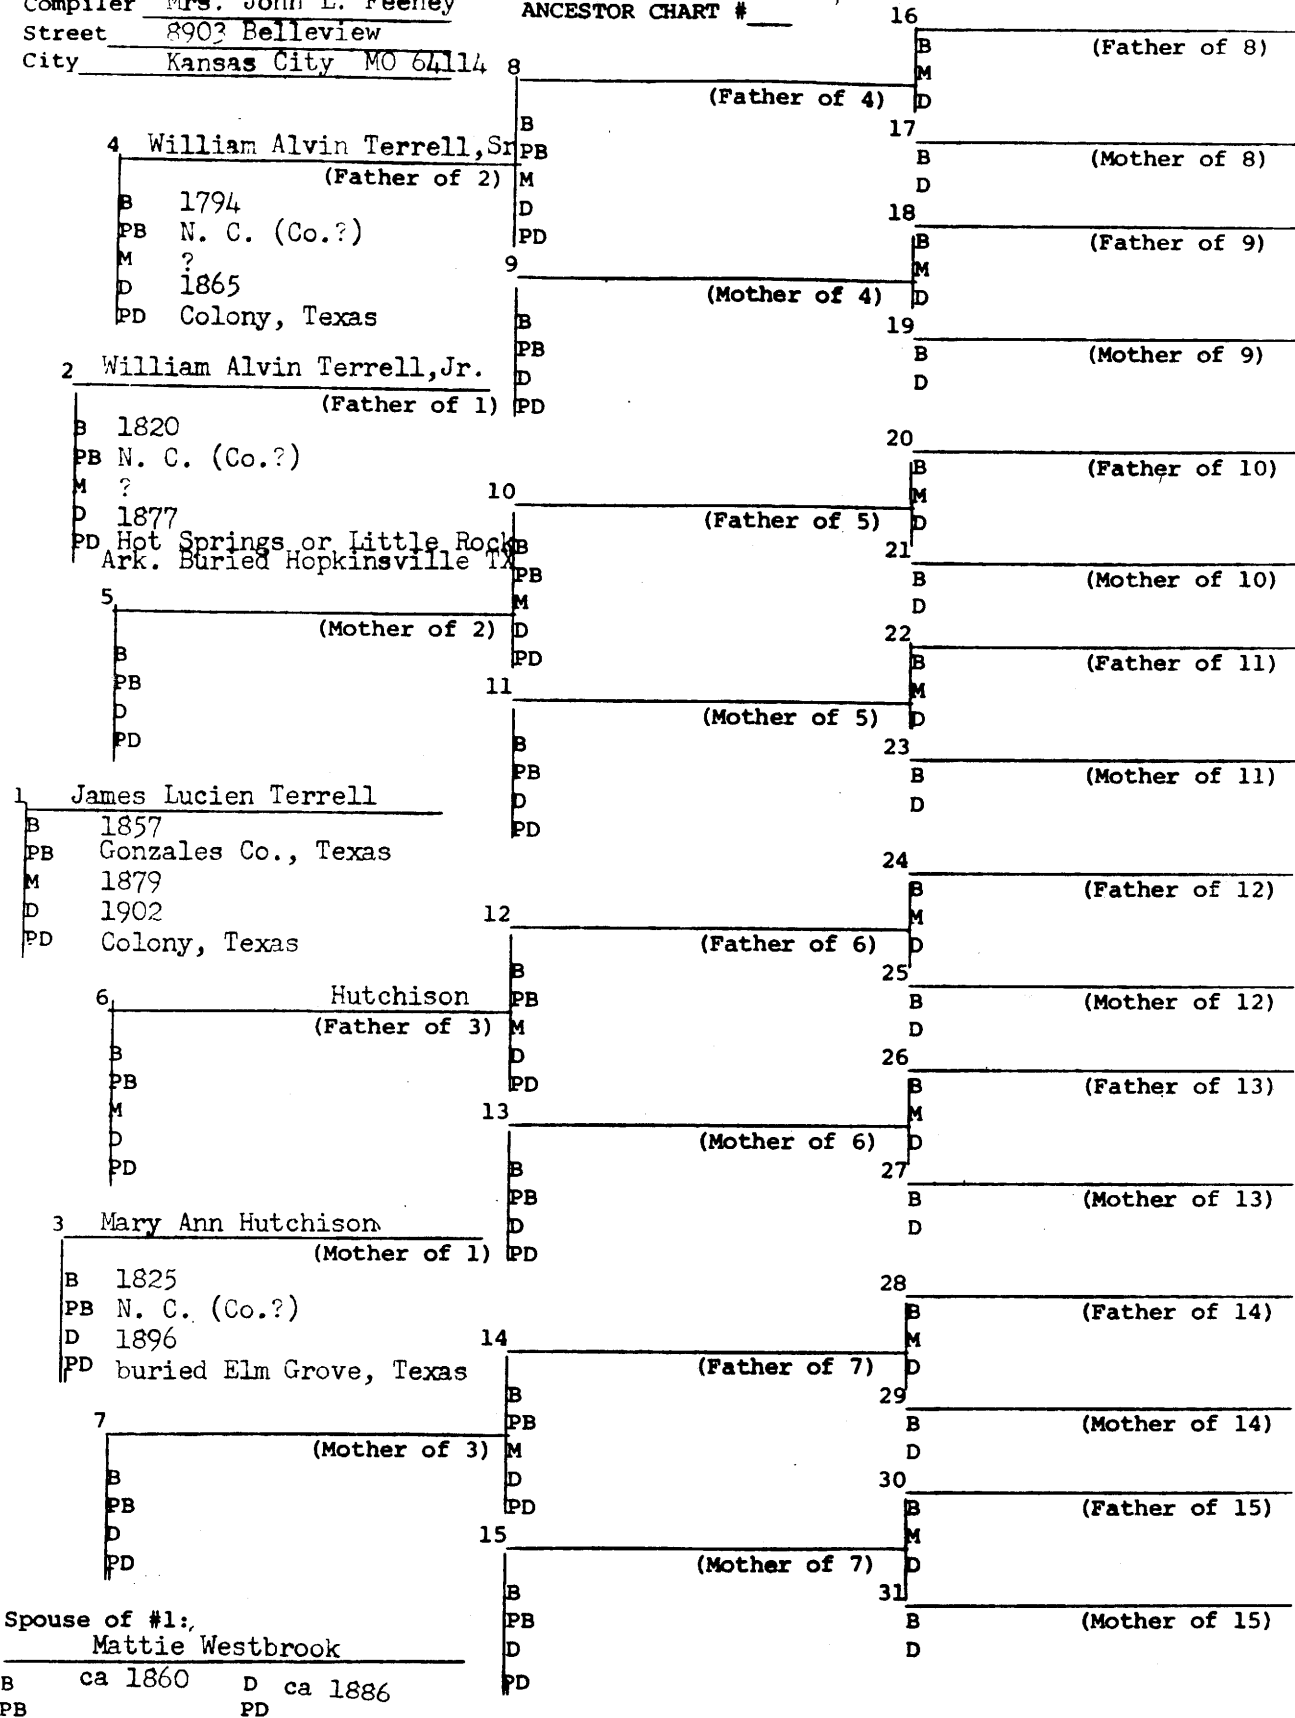 Compiler Mrs. John L. Feeney
Street 8903 Belleview
City Kansas City MO 64114
ANCESTOR CHART #
4 William Alvin Terrell,Sr
(Father of 2)
B 1794
PB N. C. (Co.?)
M ?
D 1865
PD Colony, Texas
2 William Alvin Terrell,Jr.
(Father of 1)
B 1820
PB N. C. (Co.?)
M ?
D 1877
PD Hot Springs or Little Rock
Ark. Buried Hopkinsville TX
5
(Mother of 2)
B
PB
D
PD
1 James Lucien Terrell
B 1857
PB Gonzales Co., Texas
M 1879
D 1902
PD Colony, Texas
6 Hutchison
(Father of 3)
B
PB
M
D
PD
3 Mary Ann Hutchison
(Mother of 1)
B 1825
PB N. C. (Co.?)
D 1896
PD buried Elm Grove, Texas
7
(Mother of 3)
B
PB
D
PD
Spouse of #1:
Mattie Westbrook
B ca 1860 D ca 1886
PB PD
8
(Father of 4)
B
PB
M
D
PD
9
(Mother of 4)
B
PB
D
PD
10
(Father of 5)
B
PB
M
D
PD
11
(Mother of 5)
B
PB
D
PD
12
(Father of 6)
B
PB
M
D
PD
13
(Mother of 6)
B
PB
D
PD
14
(Father of 7)
B
PB
M
D
PD
15
(Mother of 7)
B
PB
D
PD
16
(Father of 8)
B
M
D
17
(Mother of 8)
B
D
18
(Father of 9)
B
M
D
19
(Mother of 9)
B
D
20
(Father of 10)
B
M
D
21
(Mother of 10)
B
D
22
(Father of 11)
B
M
D
23
(Mother of 11)
B
D
24
(Father of 12)
B
M
D
25
(Mother of 12)
B
D
26
(Father of 13)
B
M
D
27
(Mother of 13)
B
D
28
(Father of 14)
B
M
D
29
(Mother of 14)
B
D
30
(Father of 15)
B
M
D
31
(Mother of 15)
B
D